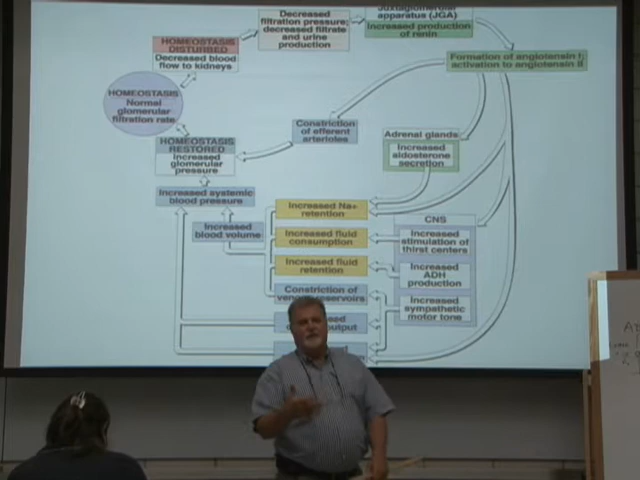 Decreased
filtration pressure;
decreased filtrate
and urine
production
Juxtaglomerular
apparatus (JGA)
Increased production
of renin
HOMEOSTASIS
DISTURBED
Decreased blood
flow to kidneys
Formation of angiotensin I;
activation to angiotensin II
HOMEOSTASIS
Normal
glomerular
filtration rate
Constriction
of efferent
arterioles
Adrenal glands
Increased
aldosterone
secretion
HOMEOSTASIS
RESTORED
Increased
glomerular
pressure
Increased systemic
blood pressure
Increased
blood volume
Increased Na+
retention
Increased fluid
consumption
Increased fluid
retention
Constriction of
CNS
Increased
stimulation of
thirst centers
Increased
ADH
production
Increased
sympathetic
motor tone